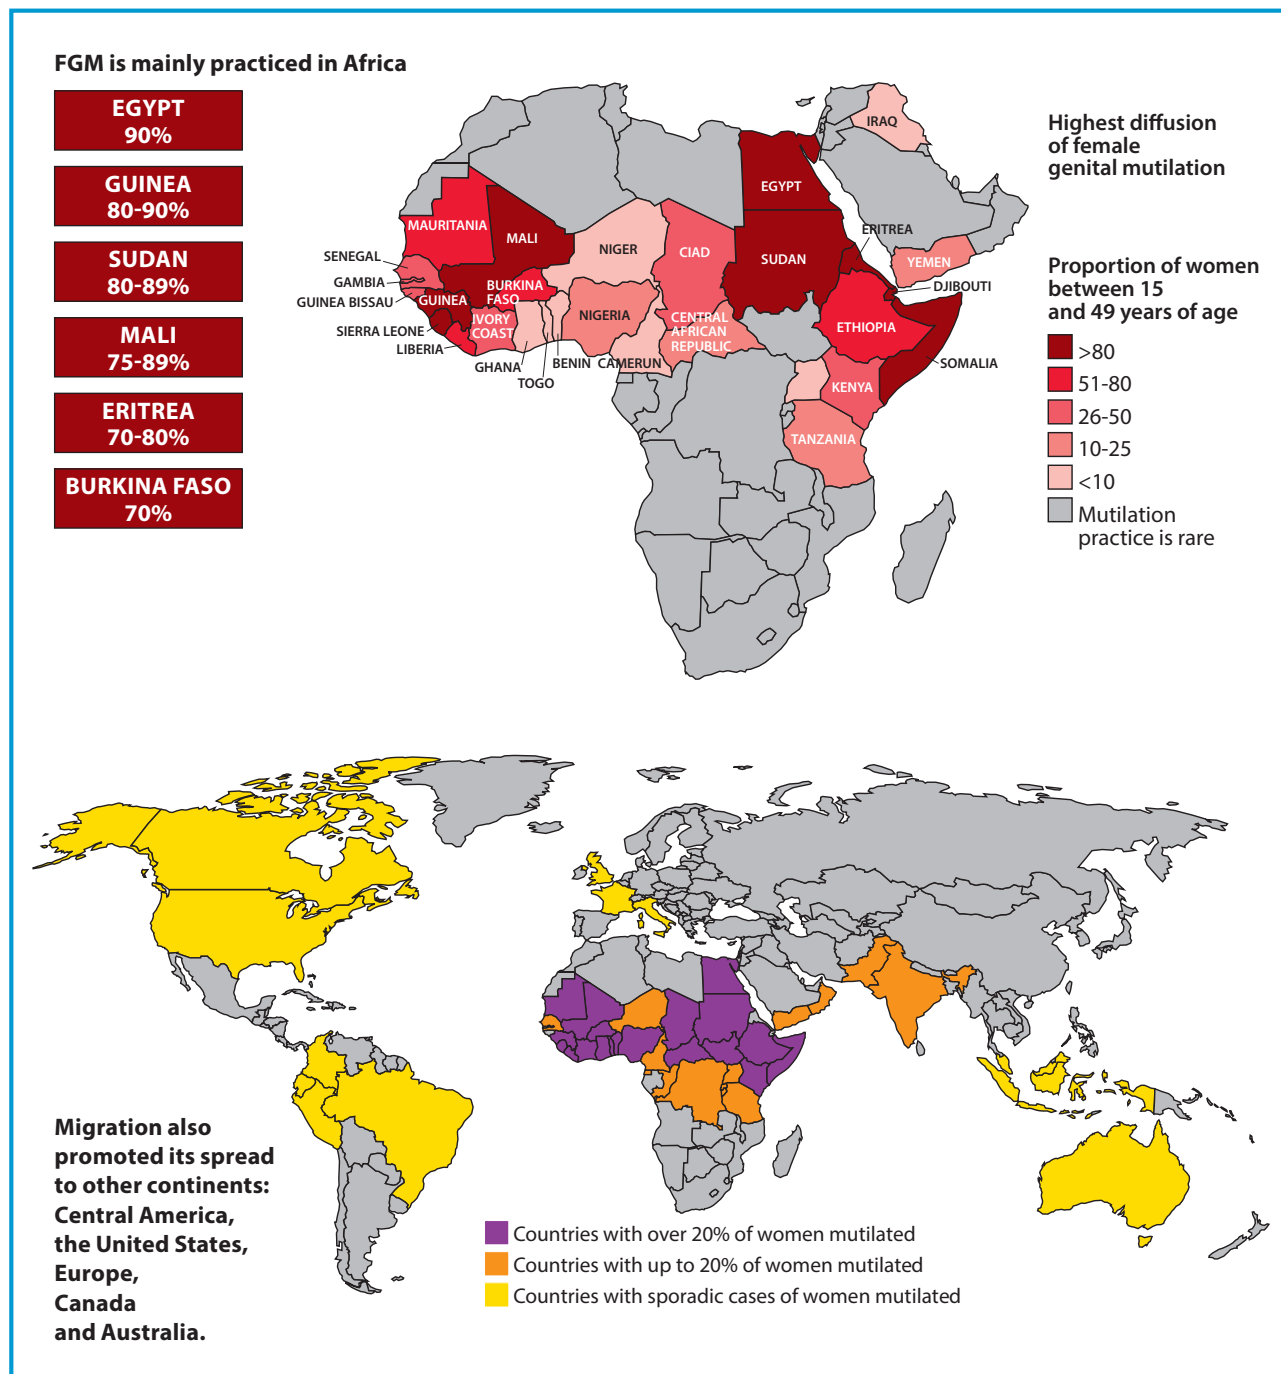 FGM is mainly practiced in Africa
EGYPT
90%
GUINEA
80-90%
SUDAN
80-89%
MALI
75-89%
ERITREA
70-80%
BURKINA FASO
70%
IRAQ
EGYPT
MAURITANIA
MALI
NIGER
CIAD
SUDAN
ERITREA
YEMEN
DJIBOUTI
SENEGAL
GAMBIA
GUINEA BISSAU
GUINEA
BURKINA
FASO
SIERRA LEONE
LIBERIA
IVORY
COAST
GHANA
TOGO
BENIN
NIGERIA
CAMERUN
CENTRAL
AFRICAN
REPUBLIC
ETHIOPIA
SOMALIA
KENYA
TANZANIA
Highest diffusion
of female
genital mutilation
Proportion of women
between 15
and 49 years of age
>80
51-80
26-50
10-25
<10
Mutilation
practice is rare
Migration also
promoted its spread
to other continents:
Central America,
the United States,
Europe,
Canada
and Australia.
Countries with over 20% of women mutilated
Countries with up to 20% of women mutilated
Countries with sporadic cases of women mutilated